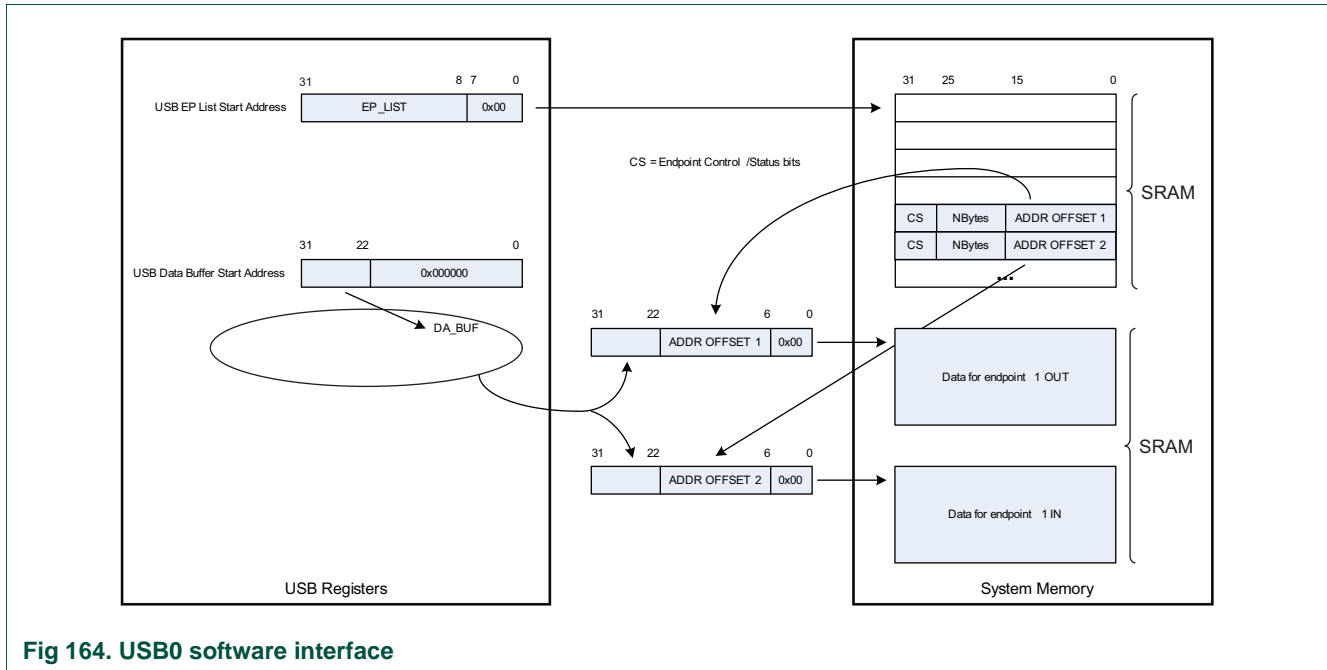 31 8 7 0
USB EP List Start Address EP_LIST 0x00
31 25 15 0
CS = Endpoint Control /Status bits
CS NBytes ADDR OFFSET 1
CS NBytes ADDR OFFSET 2
...
SRAM
31 22 0
USB Data Buffer Start Address 0x000000
DA_BUF
31 22 6 0
ADDR OFFSET 1 0x00
Data for endpoint 1 OUT
31 22 6 0
ADDR OFFSET 2 0x00
Data for endpoint 1 IN
SRAM
USB Registers
System Memory
Fig 164. USB0 software interface